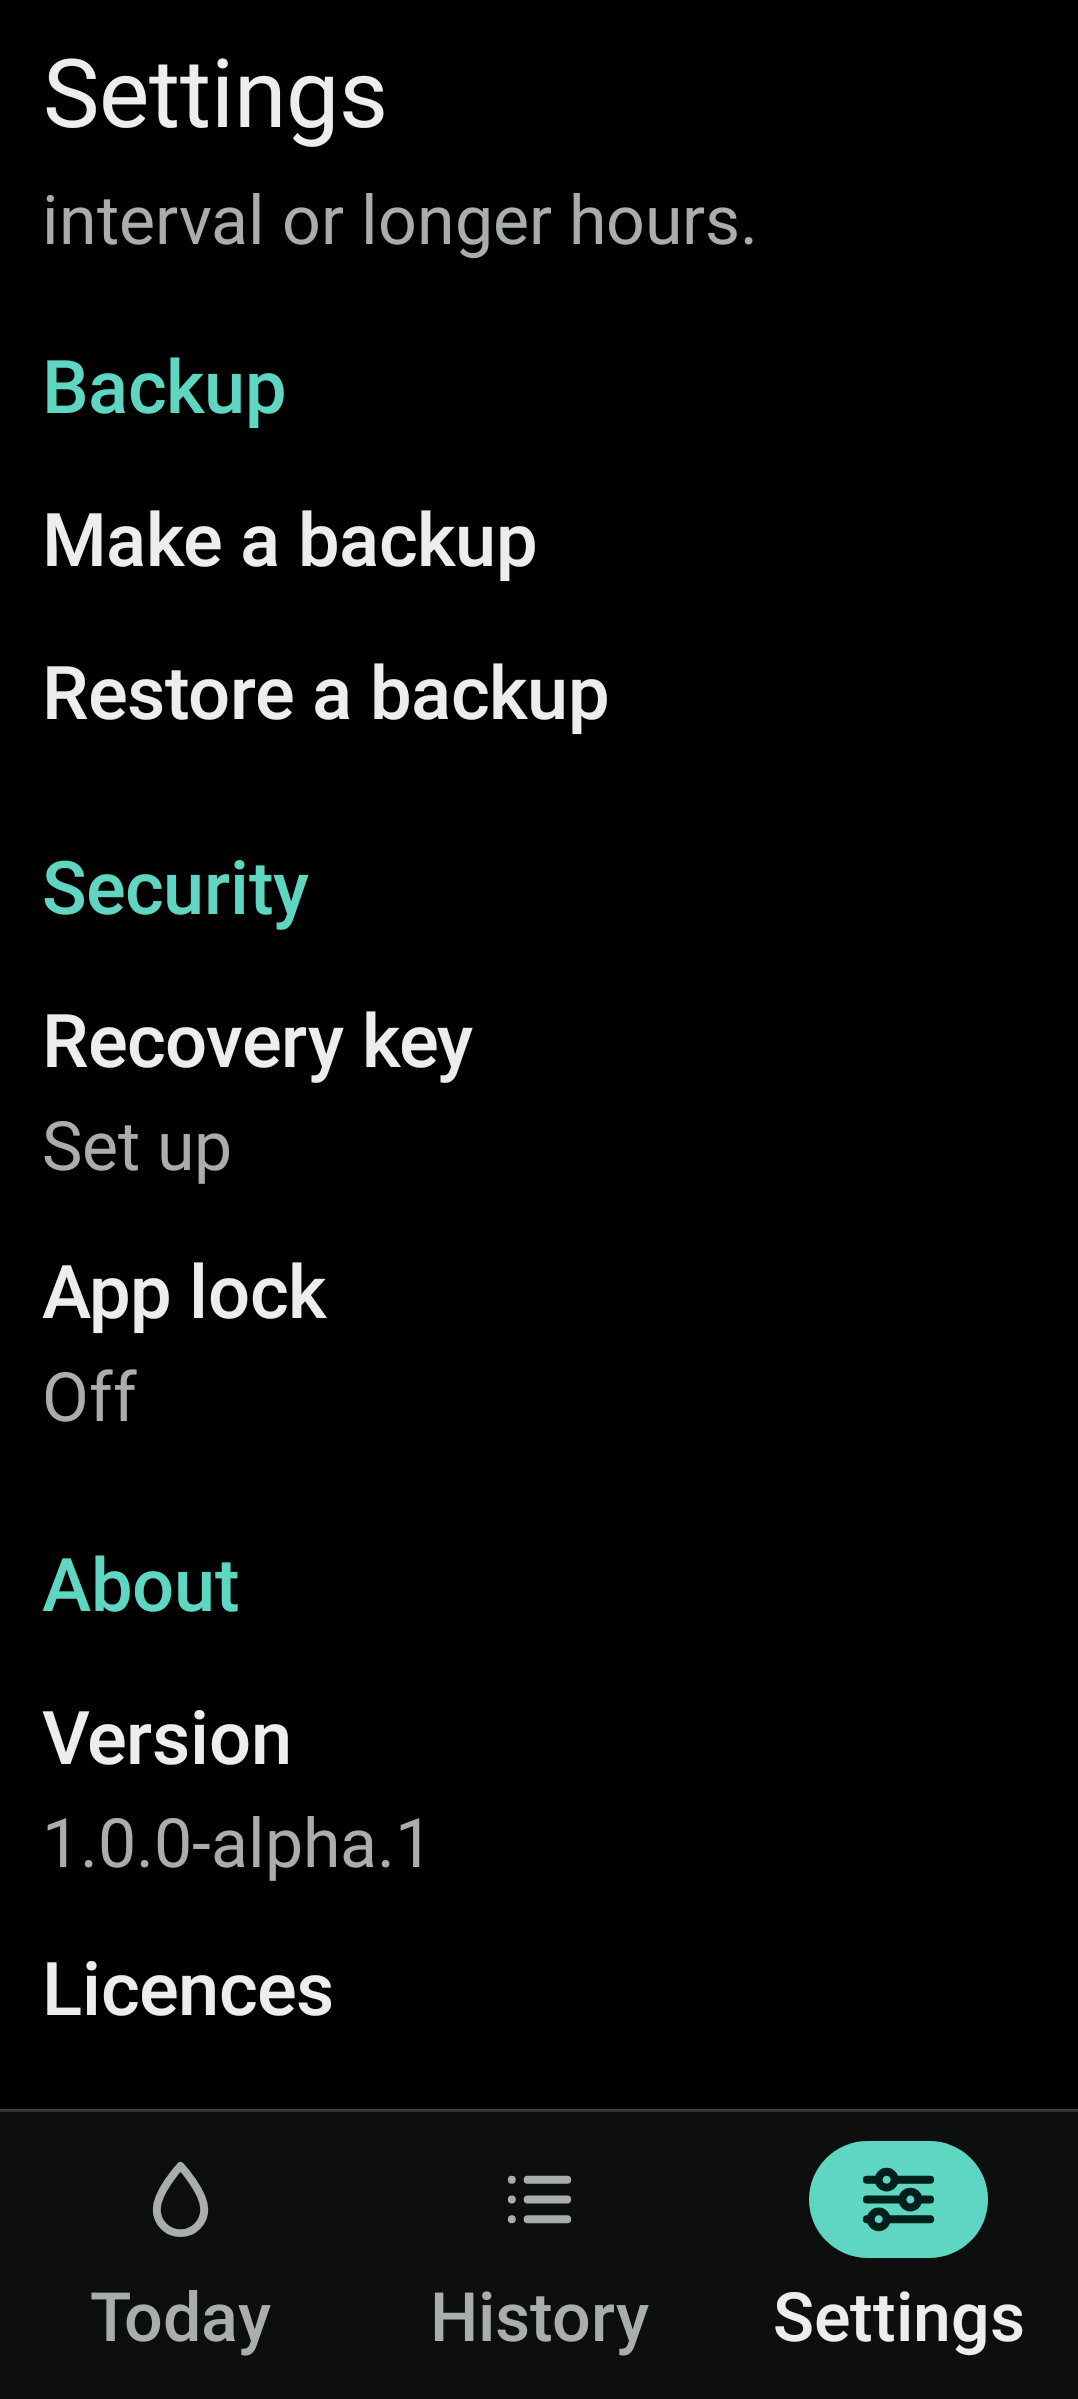 Settings
interval or longer hours.
Backup
Make a backup
Restore a backup
Security
Recovery key
Set up
App lock
Off
About
Version
1.0.0-alpha.1
Licences
Today
History
Settings